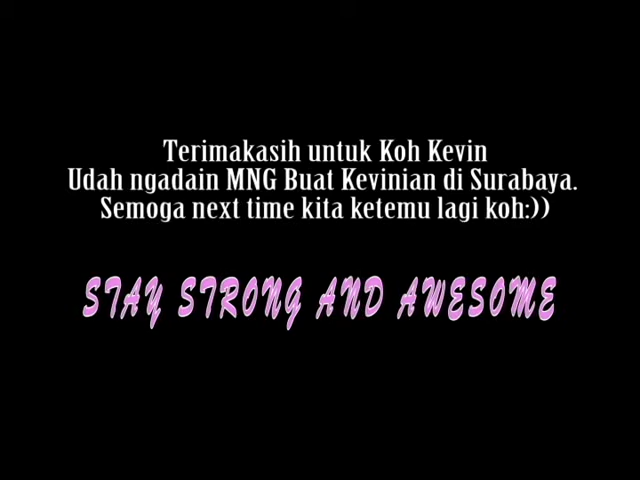 Terimakasih untuk Koh Kevin
Udah ngadain MNG Buat Kevinian di Surabaya.
Semoga next time kita ketemu lagi koh:))
STAY STRONG AND AWESOME